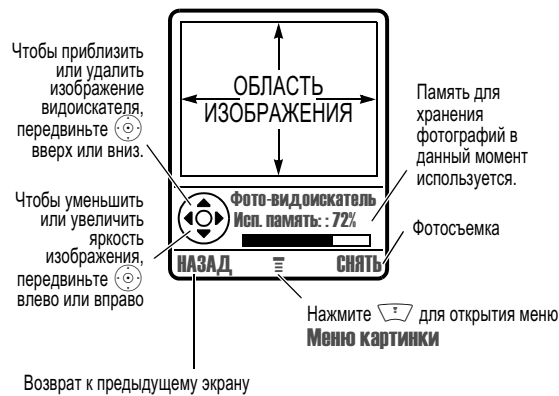 Чтобы приблизить
или удалить
изображение
видоискателя,
передвиньте
вверх или вниз.
Чтобы уменьшить
или увеличить
яркость
изображения,
передвиньте
влево или вправо
ОБЛАСТЬ
ИЗОБРАЖЕНИЯ
Фото-видоискатель
Исп. память: : 72%
НАЗАД
СНЯТЬ
Память для
хранения
фотографий в
данный момент
используется.
Фотосъемка
Нажмите для открытия меню
Меню картинки
Возврат к предыдущему экрану